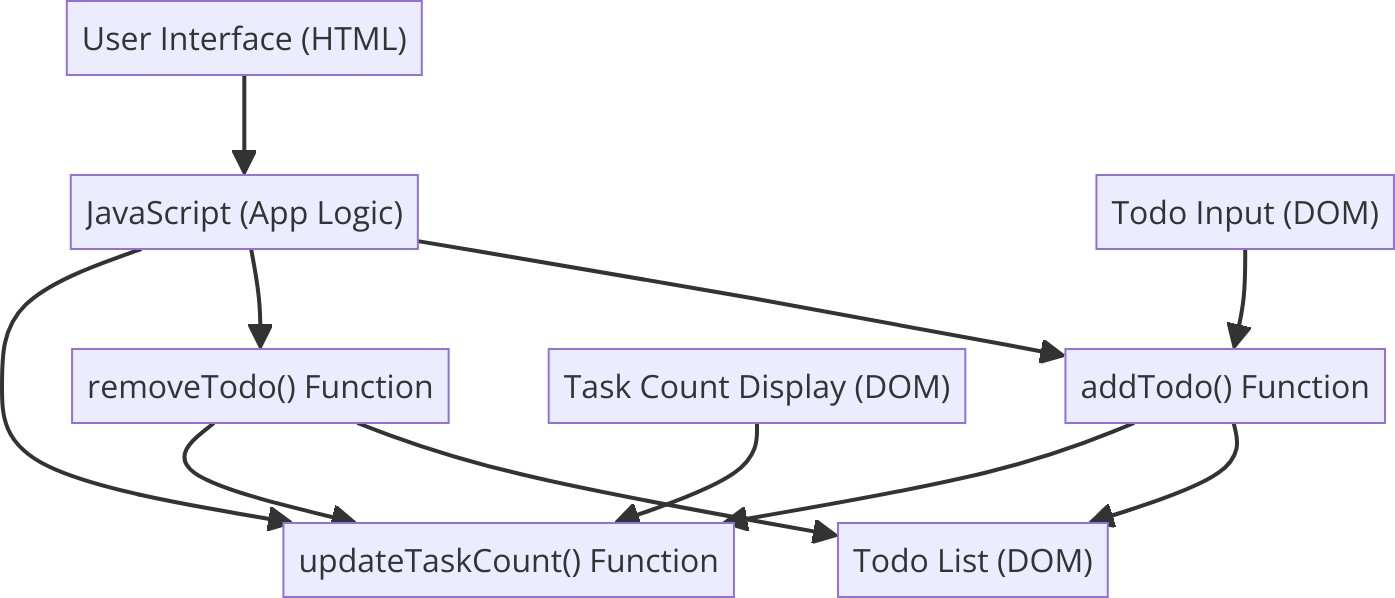 User Interface (HTML)
JavaScript (App Logic)
Todo Input (DOM)
removeTodo() Function
Task Count Display (DOM)
addTodo() Function
updateTaskCount() Function
Todo List (DOM)